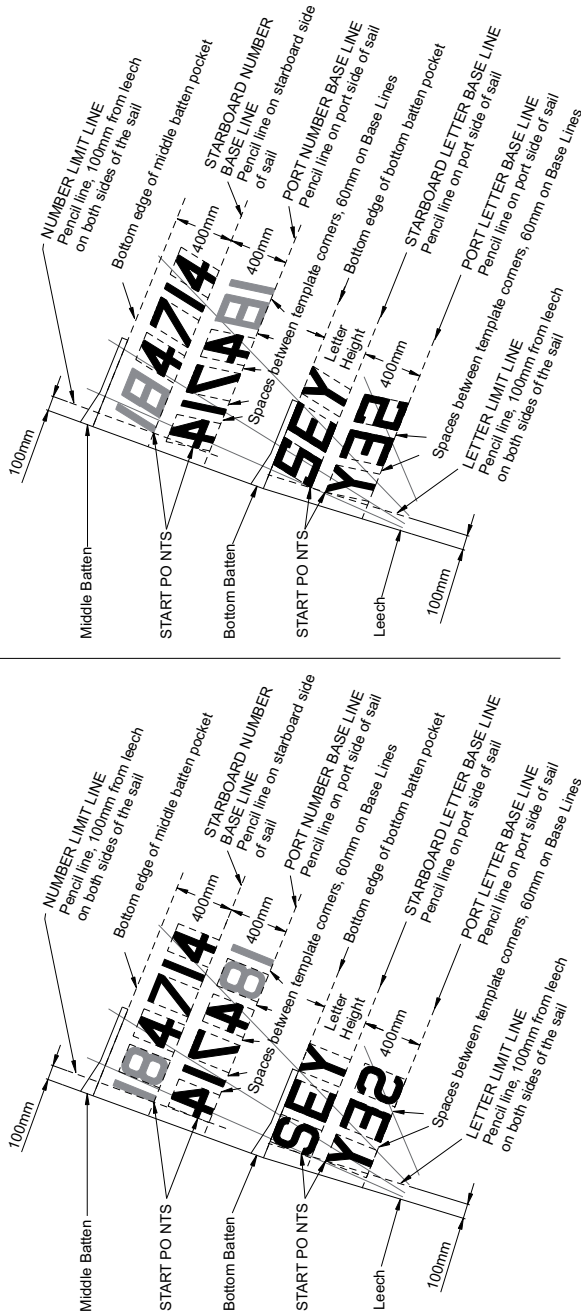 NUMBER LIMIT LINE
Pencil line, 100mm from leech
on both sides of the sail
100mm
Bottom edge of middle batten pocket
Middle Batten
18 4714
400mm
STARBOARD NUMBER
BASE LINE
Pencil line on starboard side
of sail
START PO NTS
18 4714
400mm
PORT NUMBER BASE LINE
Pencil line on port side of sail
Spaces between template corners, 60mm on Base Lines
Bottom edge of bottom batten pocket
Bottom Batten
SEY
Letter
Height
STARBOARD LETTER BASE LINE
Pencil line on port side of sail
START PO NTS
SEY
400mm
PORT LETTER BASE LINE
Pencil line on port side of sail
Spaces between template corners, 60mm on Base Lines
Leech
LETTER LIMIT LINE
Pencil line, 100mm from leech
on both sides of the sail
100mm
NUMBER LIMIT LINE
Pencil line, 100mm from leech
on both sides of the sail
100mm
Bottom edge of middle batten pocket
Middle Batten
18 4714
400mm
STARBOARD NUMBER
BASE LINE
Pencil line on starboard side
of sail
START PO NTS
18 4714
400mm
PORT NUMBER BASE LINE
Pencil line on port side of sail
Spaces between template corners, 60mm on Base Lines
Bottom edge of bottom batten pocket
Bottom Batten
SEY
Letter
Height
STARBOARD LETTER BASE LINE
Pencil line on port side of sail
START PO NTS
SEY
400mm
PORT LETTER BASE LINE
Pencil line on port side of sail
Spaces between template corners, 60mm on Base Lines
Leech
LETTER LIMIT LINE
Pencil line, 100mm from leech
on both sides of the sail
100mm